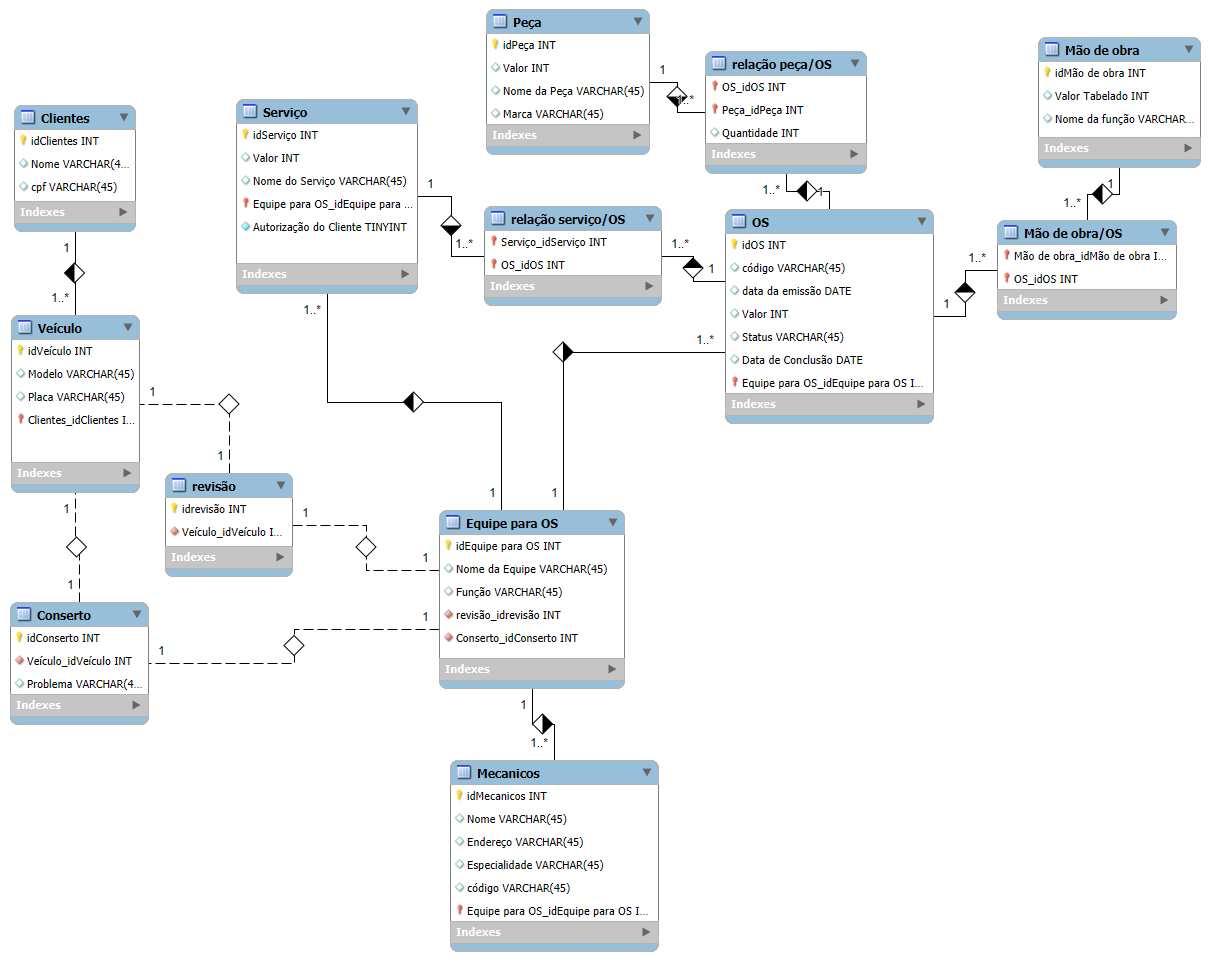 Peça
idPeça INT
Valor INT
Nome da Peça VARCHAR(45)
Marca VARCHAR(45)
Indexes
1
1..*
relação peça/OS
OS_idOS INT
Peça_idPeça INT
Quantidade INT
Indexes
1..*
1
Mão de obra
idMão de obra INT
Valor Tabelado INT
Nome da função VARCHAR...
Indexes
1
1..*
Clientes
idClientes INT
Nome VARCHAR(4...
cpf VARCHAR(45)
Indexes
1
1..*
Serviço
idServiço INT
Valor INT
Nome do Serviço VARCHAR(45)
Equipe para OS_idEquipe para ...
Autorização do Cliente TINYINT
Indexes
1
1..*
1..*
relação serviço/OS
Serviço_idServiço INT
OS_idOS INT
Indexes
1..*
1
OS
idOS INT
código VARCHAR(45)
data da emissão DATE
Valor INT
Status VARCHAR(45)
Data de Conclusão DATE
Equipe para OS_idEquipe para OS I...
Indexes
1..*
1
1..*
Mão de obra/OS
Mão de obra_idMão de obra I...
OS_idOS INT
Indexes
Veículo
idVeículo INT
Modelo VARCHAR(45)
Placa VARCHAR(45)
Clientes_idClientes I...
Indexes
1
1
1
1
revisão
idrevisão INT
Veículo_idVeículo I...
Indexes
1
1
1
1
Equipe para OS
idEquipe para OS INT
Nome da Equipe VARCHAR(45)
Função VARCHAR(45)
revisão_idrevisão INT
Conserto_idConserto INT
Indexes
Conserto
idConserto INT
Veículo_idVeículo INT
Problema VARCHAR(4...
Indexes
1
1
1
1..*
Mecanicos
idMecanicos INT
Nome VARCHAR(45)
Endereço VARCHAR(45)
Especialidade VARCHAR(45)
código VARCHAR(45)
Equipe para OS_idEquipe para OS I...
Indexes